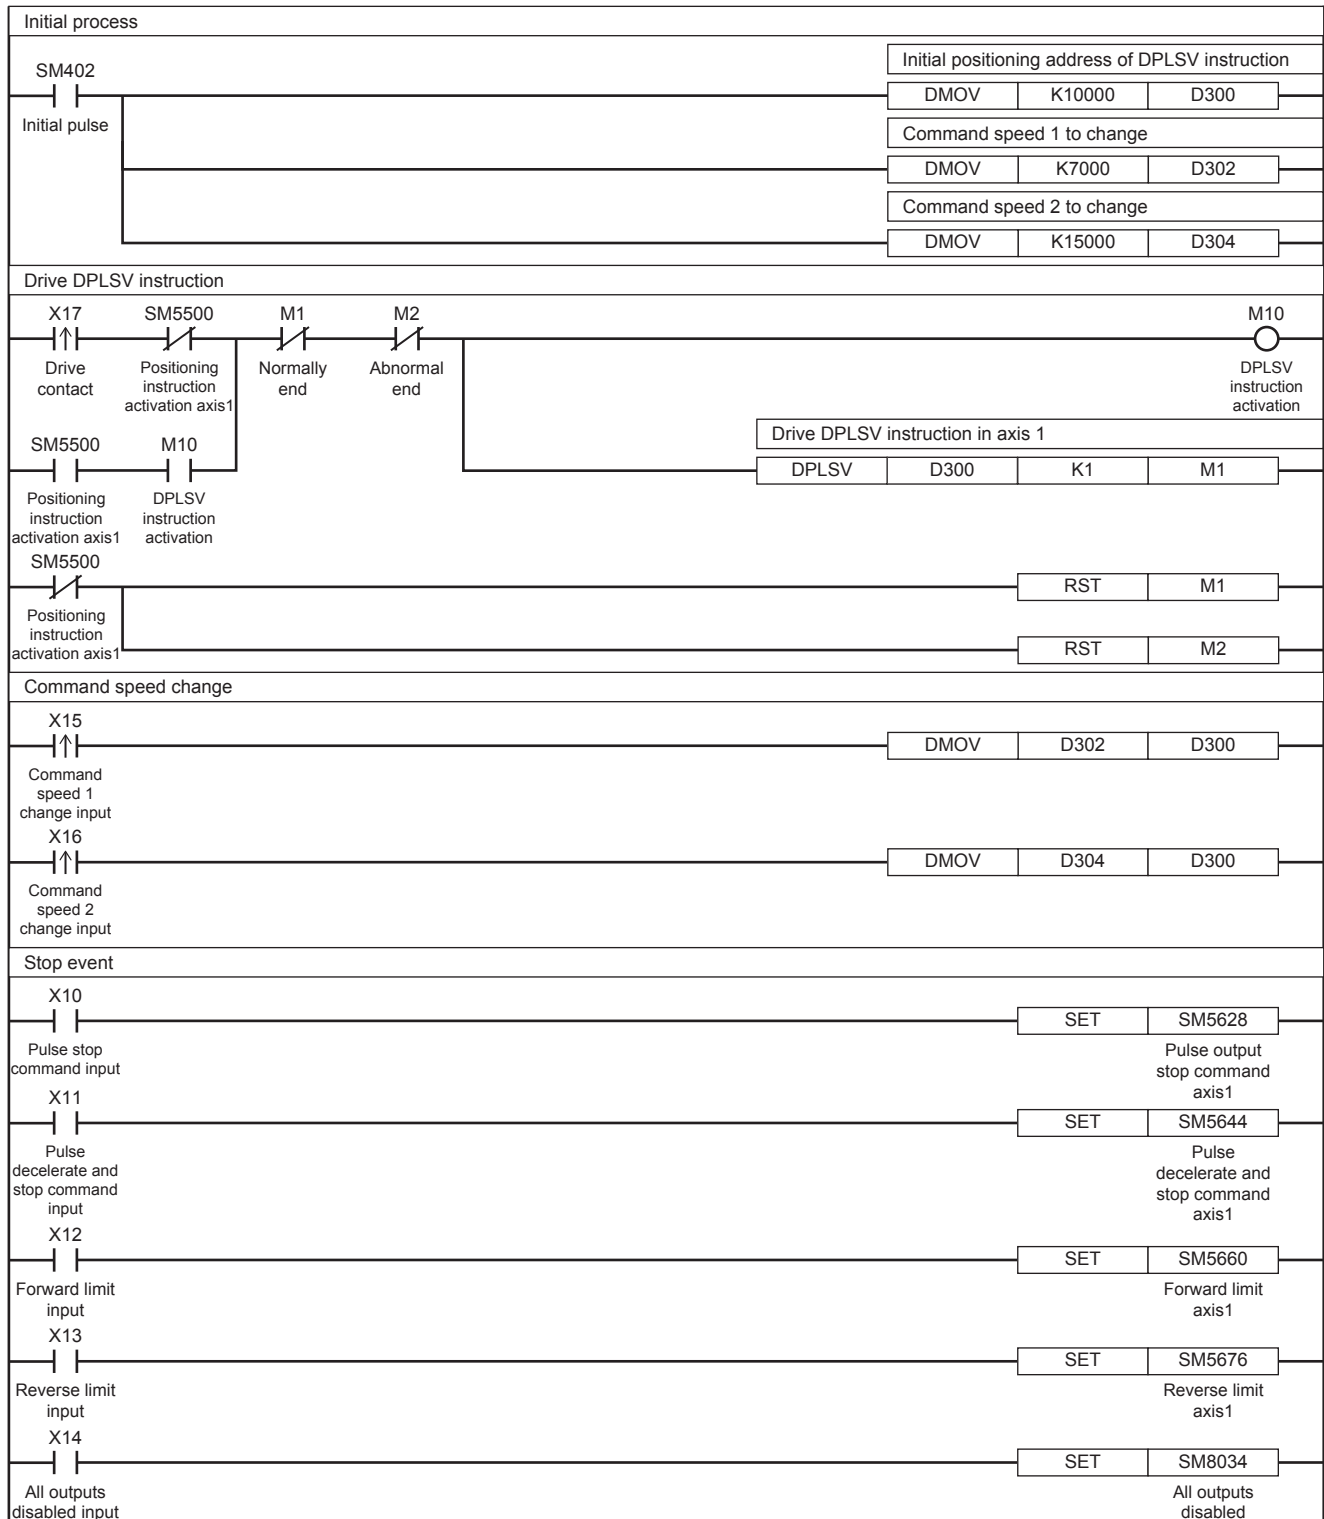 Initial process
Initial positioning address of DPLSV instruction
SM402
DMOV K10000 D300
Initial pulse
Command speed 1 to change
DMOV K7000 D302
Command speed 2 to change
DMOV K15000 D304
Drive DPLSV instruction
X17 SM5500 M1 M2 M10
Drive
contact
Positioning
instruction
activation axis1
Normally
end
Abnormal
end
DPLSV
instruction
activation
Drive DPLSV instruction in axis 1
SM5500 M10
DPLSV D300 K1 M1
Positioning
instruction
activation axis1
DPLSV
instruction
activation
SM5500
RST M1
Positioning
instruction
activation axis1
RST M2
Command speed change
X15
DMOV D302 D300
Command
speed 1
change input
X16
DMOV D304 D300
Command
speed 2
change input
Stop event
X10
SET SM5628
Pulse stop
command input
Pulse output
stop command
axis1
X11
SET SM5644
Pulse
decelerate and
stop command
input
Pulse
decelerate and
stop command
axis1
X12
SET SM5660
Forward limit
input
Forward limit
axis1
X13
SET SM5676
Reverse limit
input
Reverse limit
axis1
X14
SET SM8034
All outputs
disabled input
All outputs
disabled